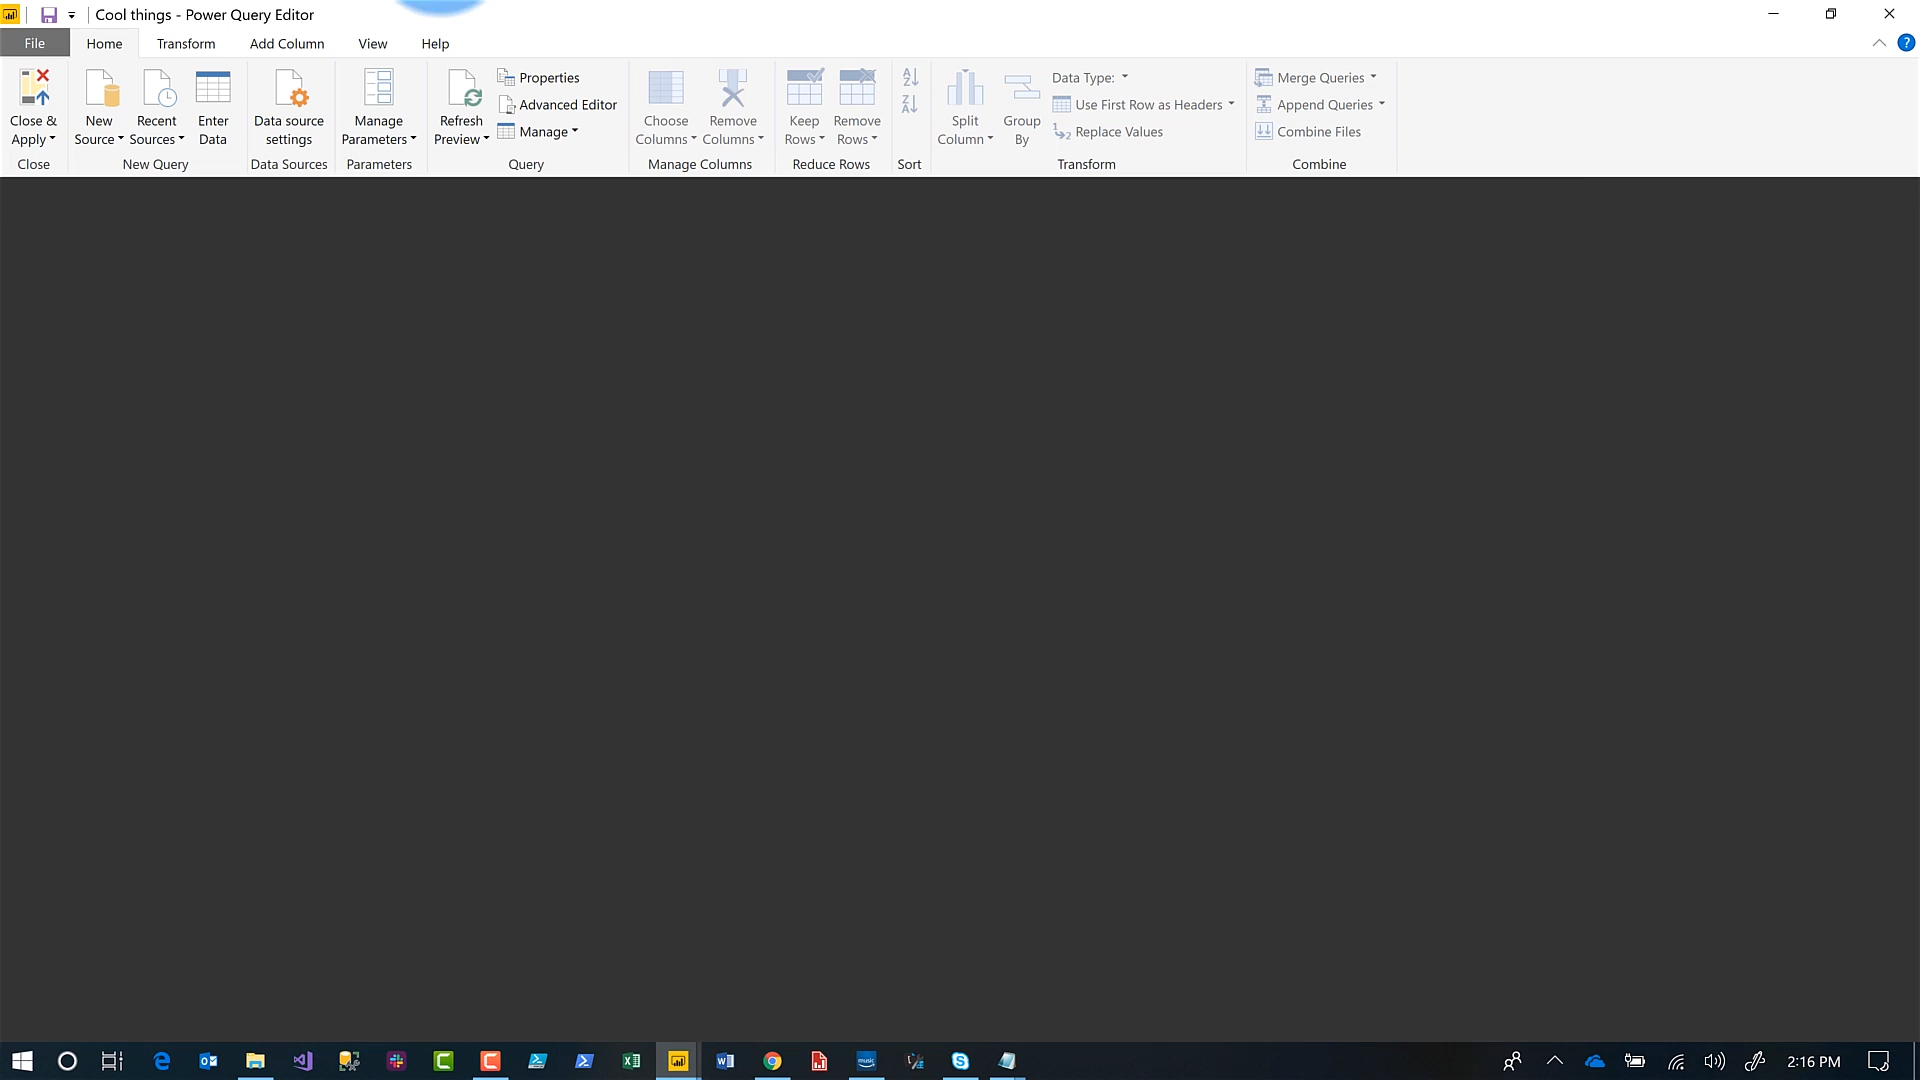 Cool things - Power Query Editor
File Home Transform Add Column View Help
Close & Apply
Close
New Source
Recent Sources
Enter Data
New Query
Data source settings
Data Sources
Manage Parameters
Parameters
Refresh Preview
Properties
Advanced Editor
Manage
Query
Choose Columns
Remove Columns
Manage Columns
Keep Rows
Remove Rows
Reduce Rows
A Z
Z A
Sort
Split Column
Group By
Data Type:
Use First Row as Headers
1 2 Replace Values
Transform
Merge Queries
Append Queries
Combine Files
Combine
?
music
2:16 PM